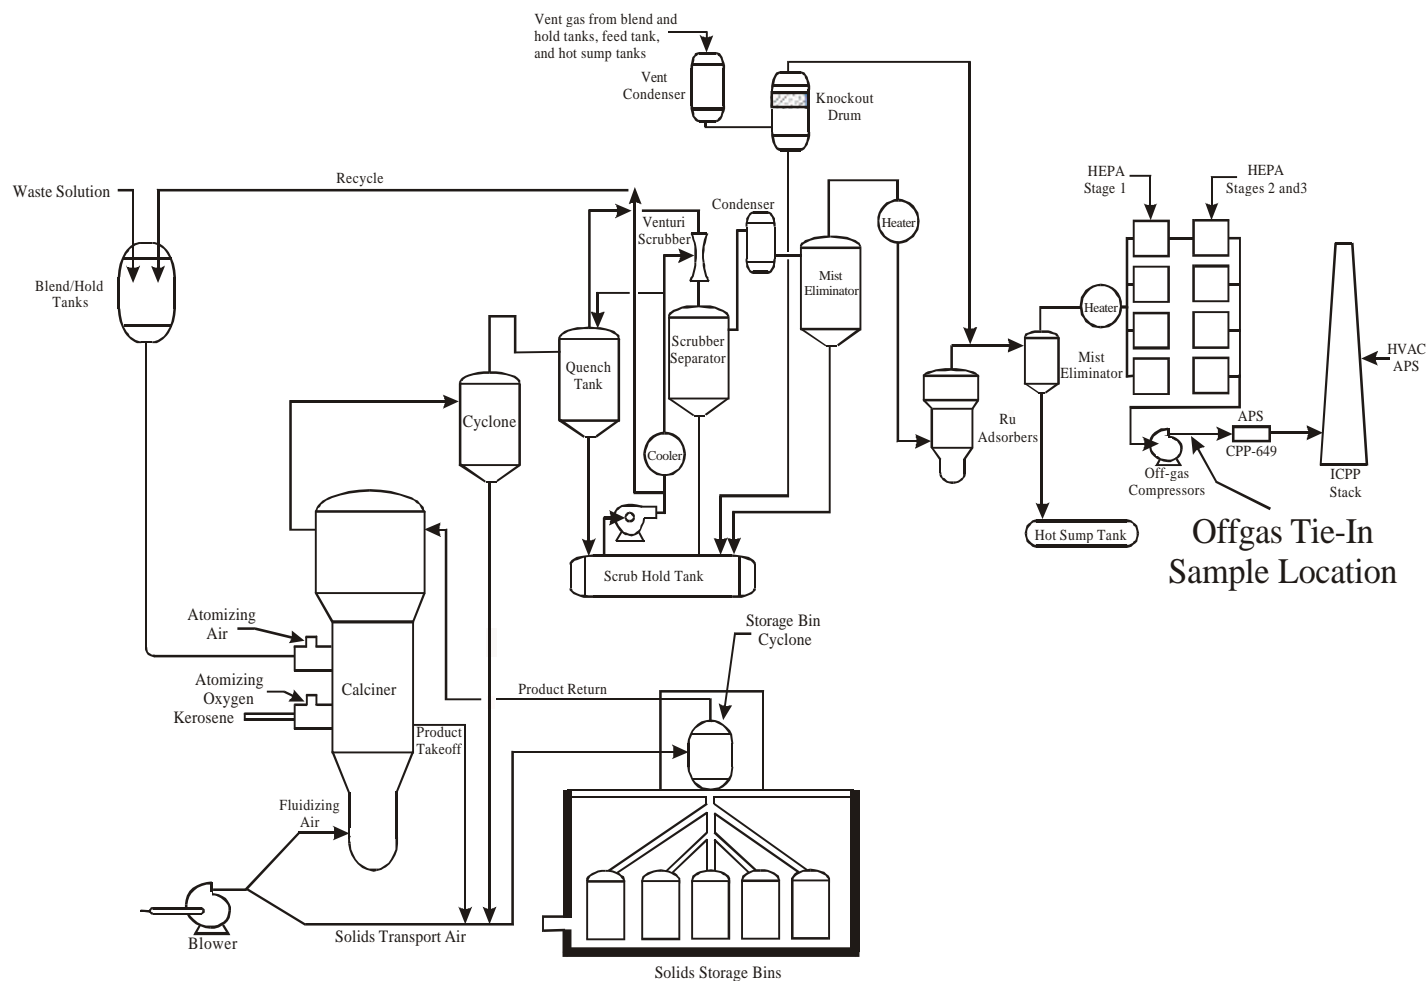 Vent gas from blend and
hold tanks, feed tank,
and hot sump tanks
Vent
Condenser
Knockout
Drum
Recycle
Waste Solution
Blend/Hold
Tanks
Venturi
Scrubber
Condenser
Heater
HEPA
Stage 1
HEPA
Stages 2 and3
Mist
Eliminator
Heater
Quench
Tank
Scrubber
Separator
Cyclone
Cooler
Mist
Eliminator
HVAC
APS
Ru
Adsorbers
APS
CPP-649
Off-gas
Compressors
ICPP
Stack
Hot Sump Tank
Offgas Tie-In
Sample Location
Scrub Hold Tank
Atomizing
Air
Storage Bin
Cyclone
Atomizing
Oxygen
Kerosene
Calciner
Product Return
Product
Takeoff
Fluidizing
Air
Blower
Solids Transport Air
Solids Storage Bins